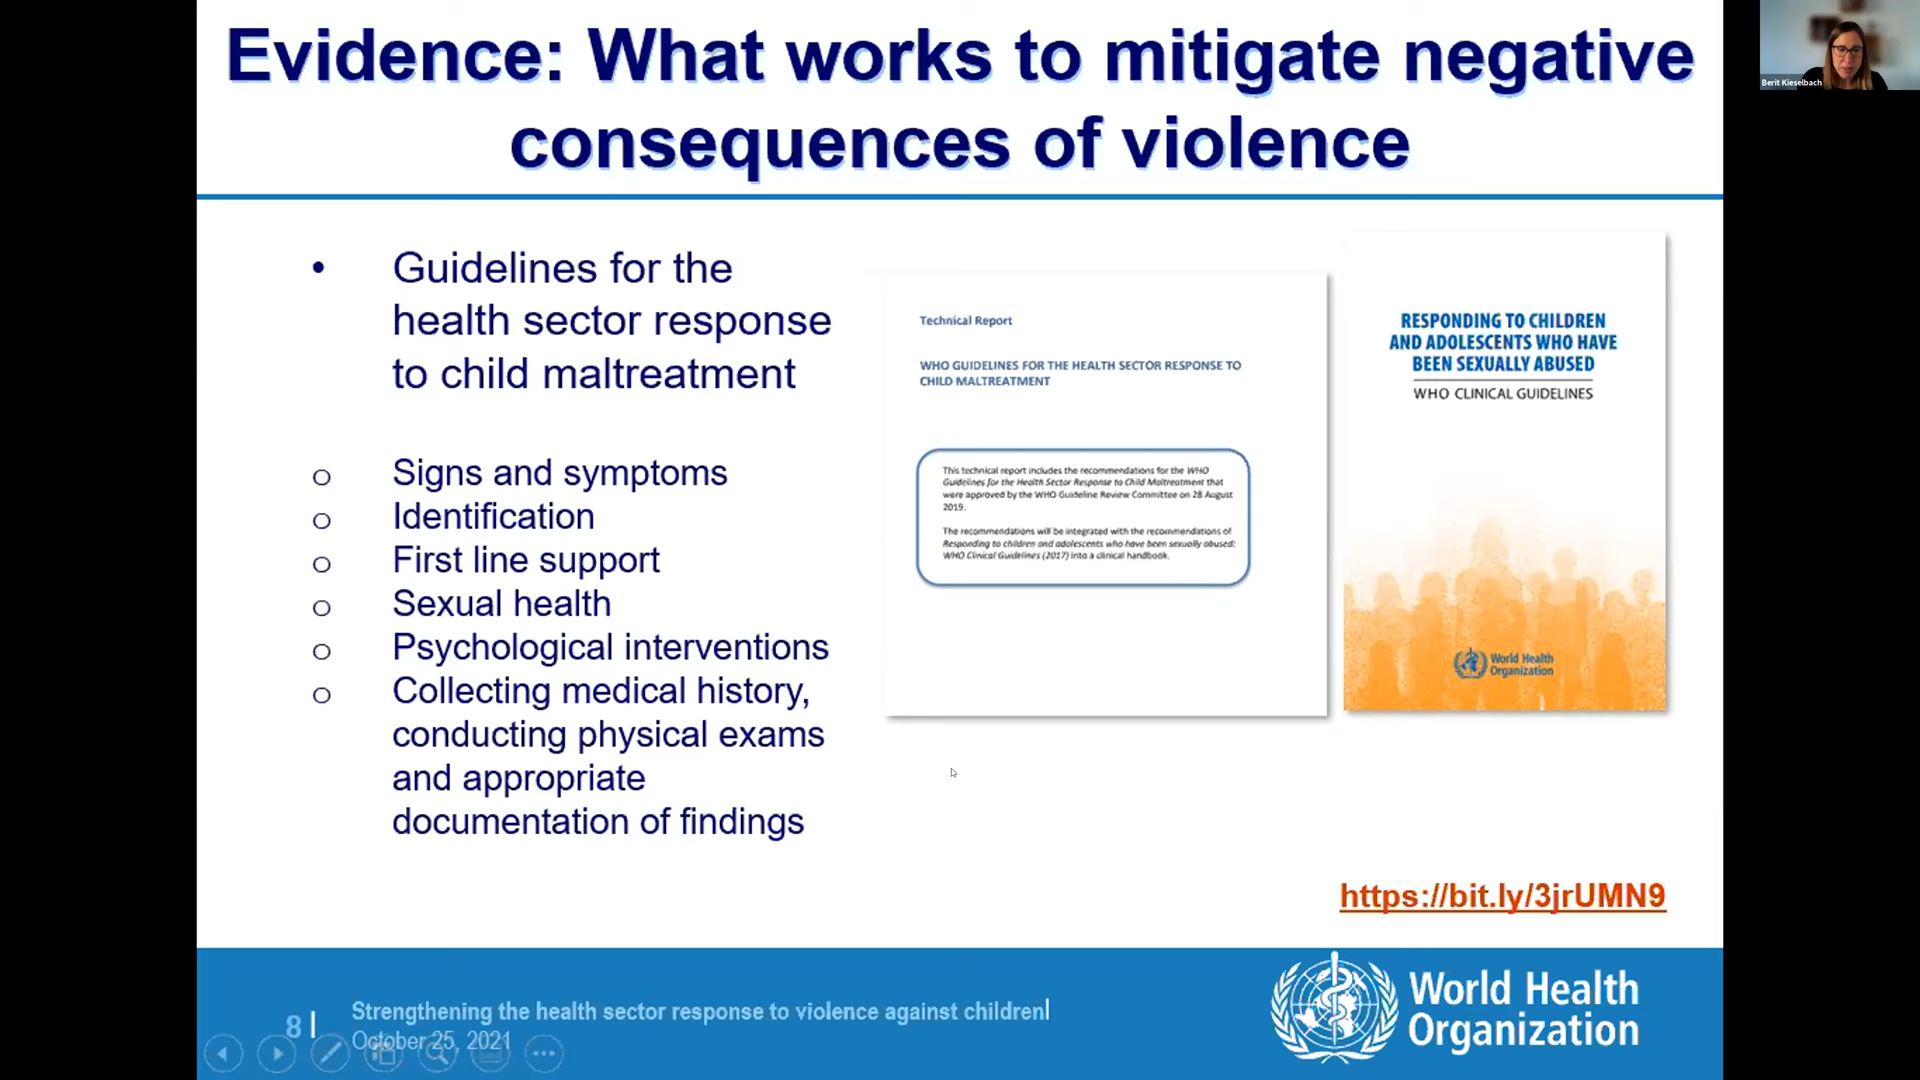 Evidence: What works to mitigate negative
consequences of violence
Berit Kieselbach
• Guidelines for the
health sector response
to child maltreatment
o Signs and symptoms
o Identification
o First line support
o Sexual health
o Psychological interventions
o Collecting medical history,
conducting physical exams
and appropriate
documentation of findings
Technical Report
WHO GUIDELINES FOR THE HEALTH SECTOR RESPONSE TO
CHILD MALTREATMENT
This technical report includes the recommendations for the WHO
Guidelines for the Health Sector Response to Child Maltreatment that
were approved by the WHO Guideline Review Committee on 28 August
2019.
The recommendations will be integrated with the recommendations of
Responding to children and adolescents who have been sexually abused:
WHO Clinical Guidelines (2017) into a clinical handbook.
RESPONDING TO CHILDREN
AND ADOLESCENTS WHO HAVE
BEEN SEXUALLY ABUSED
WHO CLINICAL GUIDELINES
World Health
Organization
https://bit.ly/3jrUMN9
8 |
Strengthening the health sector response to violence against children|
October 25, 2021
World Health
Organization